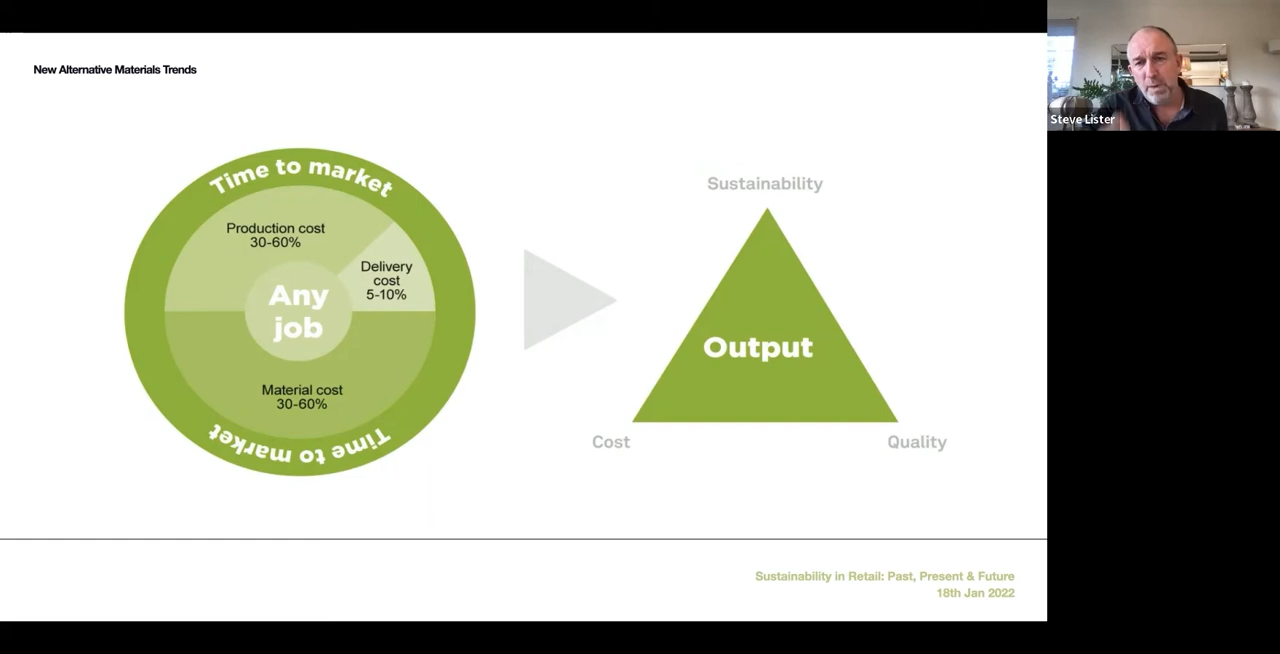 New Alternative Materials Trends
Steve Lister
Time to market
Production cost
30-60%
Delivery
cost
5-10%
Any
job
Material cost
30-60%
Time to market
Sustainability
Output
Cost
Quality
Sustainability in Retail: Past, Present & Future
18th Jan 2022